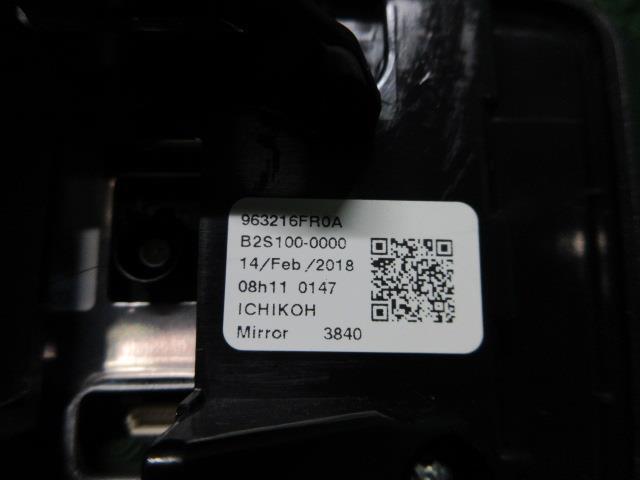 963216FR0A
B2S100-0000
14/Feb/2018
08h11 0147
ICHIKOH
Mirror 3840